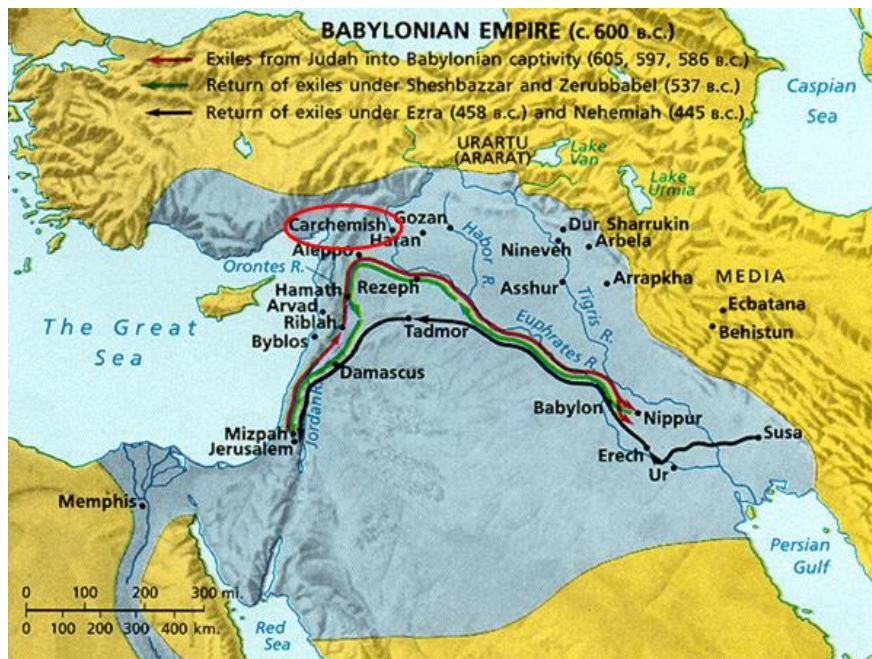 BABYLONIAN EMPIRE (c. 600 B.C.)
Exiles from Judah into Babylonian captivity (605, 597, 586 B.C.)
Return of exiles under Sheshbazzar and Zerubbabel (537 B.C.)
Return of exiles under Ezra (458 B.C.) and Nehemiah (445 B.C.)
Caspian
Sea
URARTU
(ARARAT)
Lake
Van
Lake
Urmia
Carchemish
Gozan
Haran
Habor R.
Dur Sharrukin
Nineveh
Arbela
Aleppo
Orontes R.
Hamath
Rezeph
Asshur
Arrapkha
MEDIA
Ecbatana
Behistun
Arvad
Riblah
Byblos
Tadmor
Tigris R.
Euphrates R.
The Great
Sea
Damascus
Jordan R.
Babylon
Nippur
Mizpah
Jerusalem
Erech
Ur
Susa
Memphis
Persian
Gulf
0 100 200 300 mi.
0 100 200 300 400 km.
Red
Sea